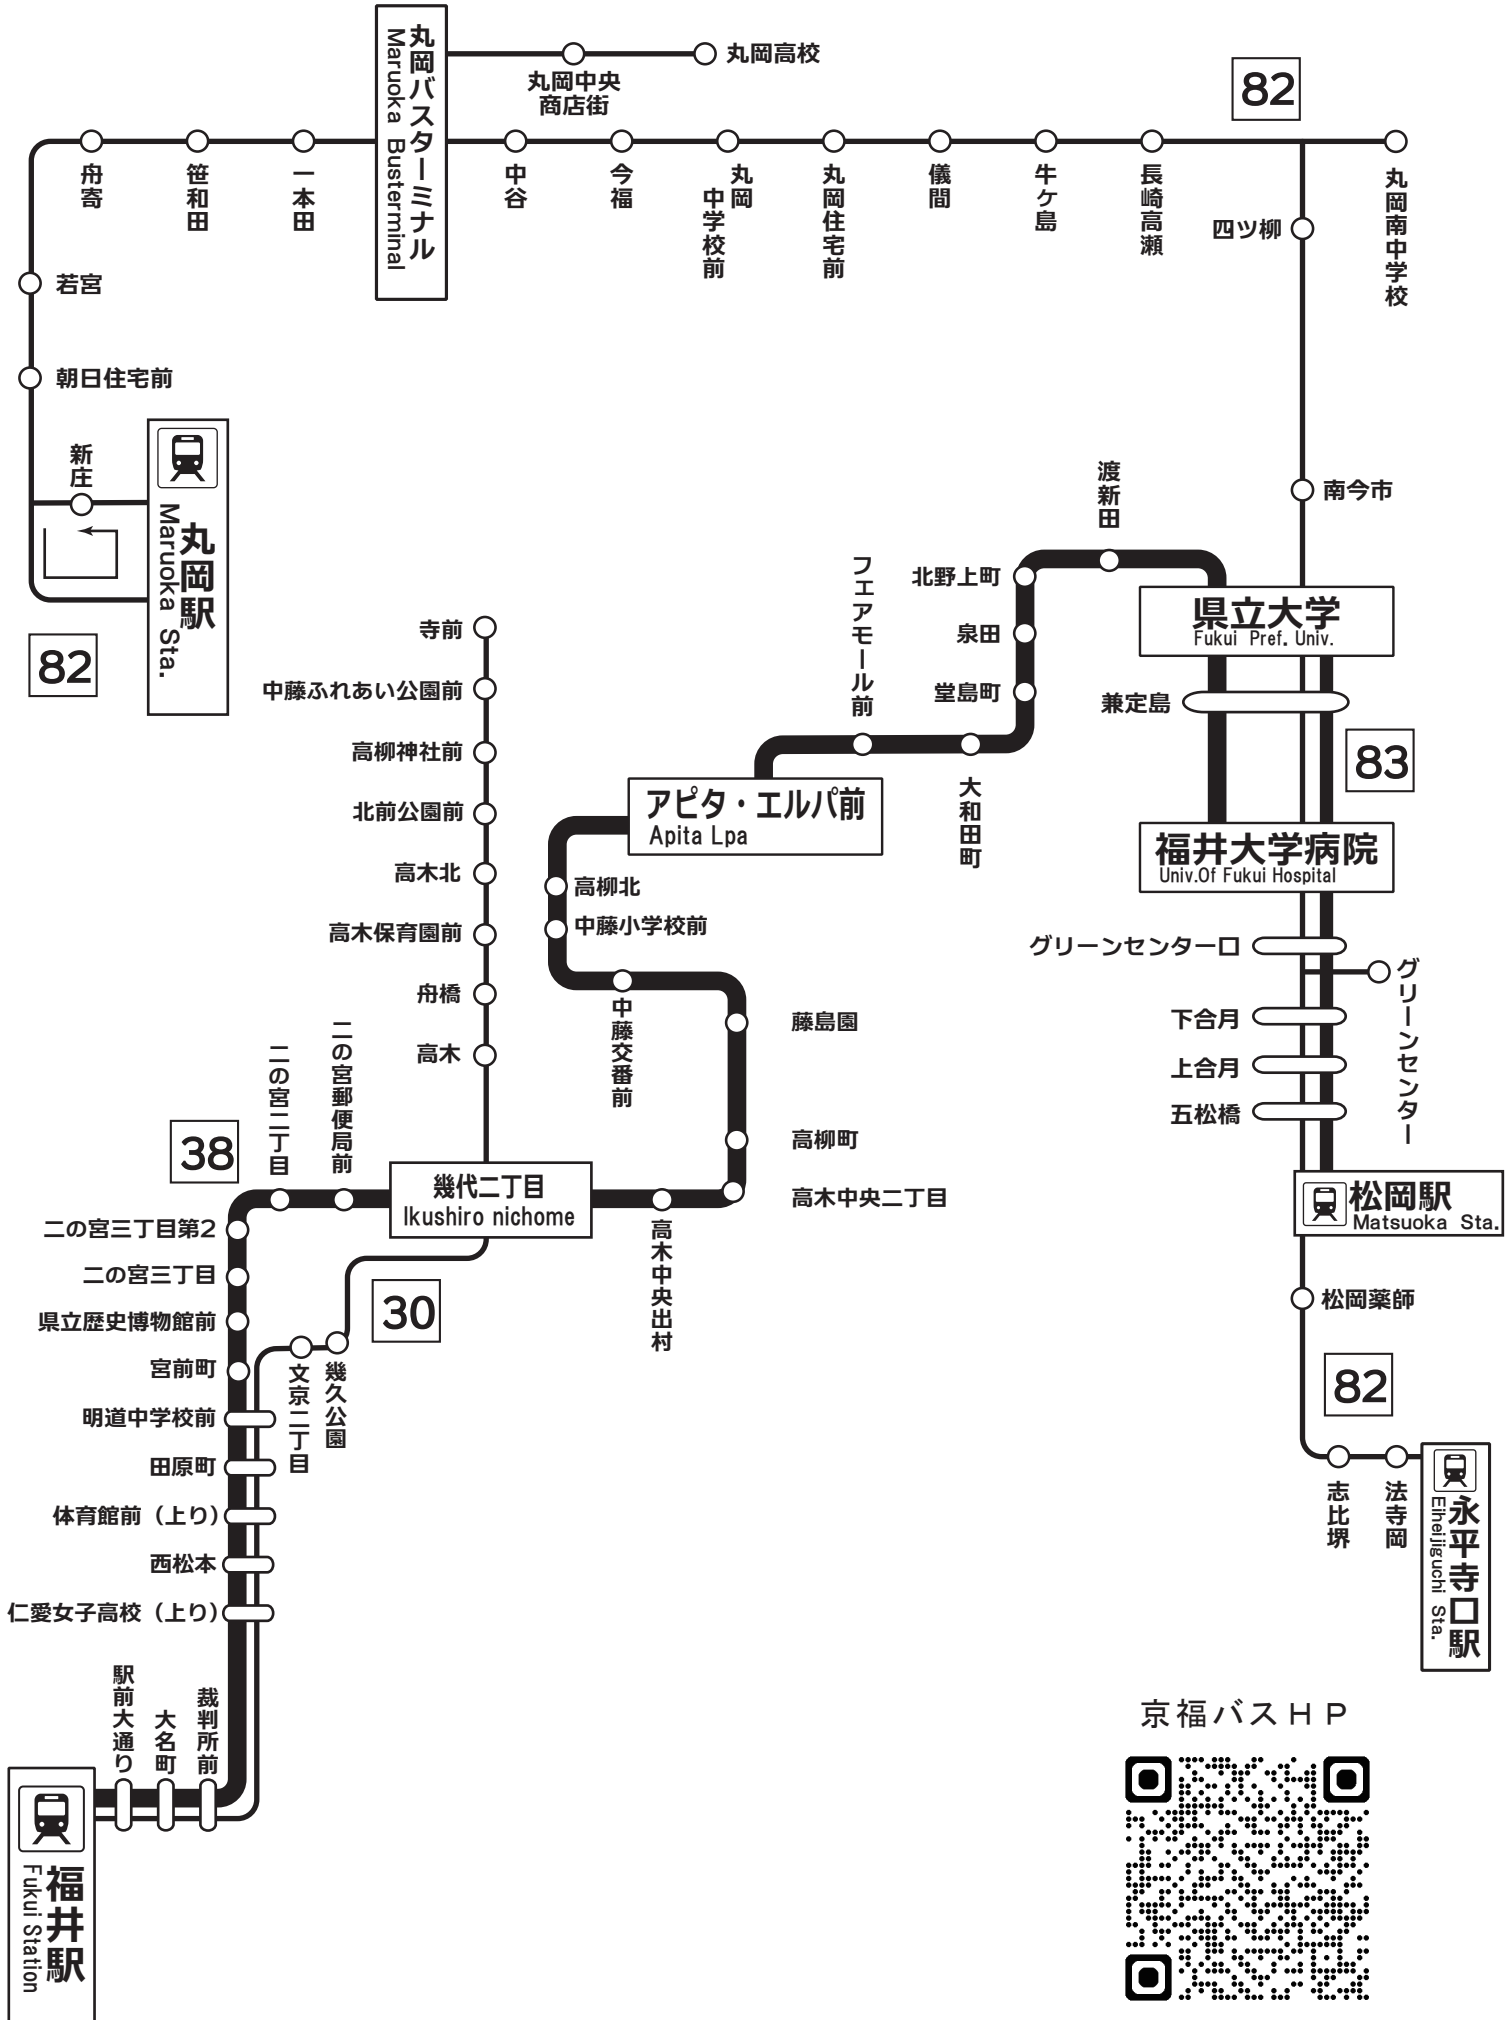 丸岡バスターミナル
Maruoka Busterminal
丸岡中央
商店街
丸岡高校
82
舟寄
笹和田
一本田
中谷
今福
丸岡
中学校前
丸岡住宅前
儀間
牛ケ島
長崎高瀬
四ツ柳
丸岡南中学校
若宮
朝日住宅前
新庄
丸岡駅
Maruoka Sta.
82
南今市
渡新田
北野上町
泉田
堂島町
フェアモール前
大和田町
県立大学
Fukui Pref. Univ.
兼定島
83
アピタ・エルパ前
Apita Lpa
福井大学病院
Univ.Of Fukui Hospital
寺前
中藤ふれあい公園前
高柳神社前
北前公園前
高木北
高木保育園前
舟橋
高木
高柳北
中藤小学校前
中藤交番前
藤島園
高柳町
高木中央二丁目
高木中央出村
グリーンセンター口
グリーンセンター
下合月
上合月
五松橋
松岡駅
Matsuoka Sta.
松岡薬師
82
志比堺
法寺岡
永平寺口駅
Eiheijiguchi Sta.
二の宮二丁目
二の宮郵便局前
38
幾代二丁目
Ikushiro nichome
30
二の宮三丁目第2
二の宮三丁目
県立歴史博物館前
宮前町
文京二丁目
幾久公園
明道中学校前
田原町
体育館前（上り）
西松本
仁愛女子高校（上り）
駅前大通り
大名町
裁判所前
福井駅
Fukui Station
京福バスＨＰ